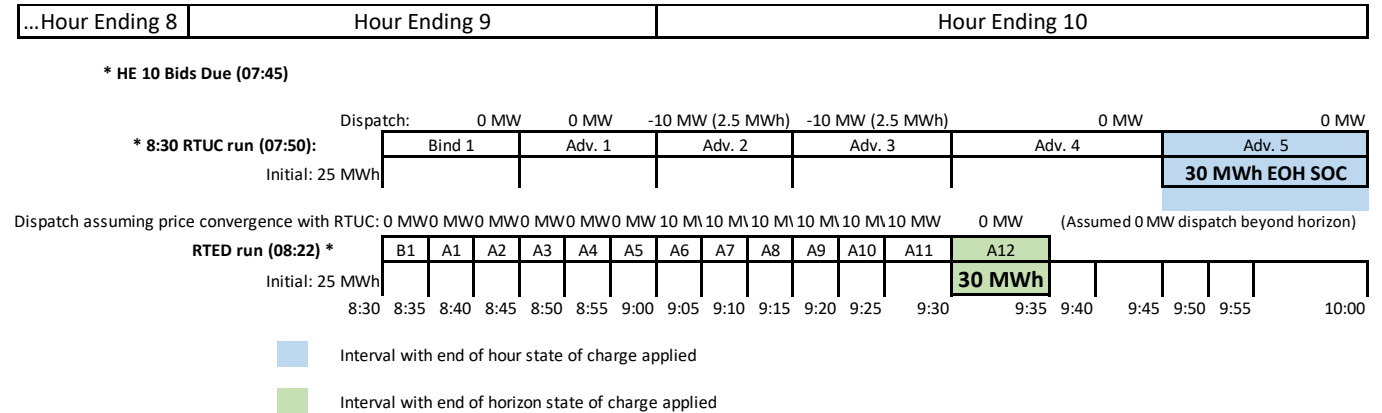 ...Hour Ending 8 Hour Ending 9 Hour Ending 10
* HE 10 Bids Due (07:45)
Dispatch: 0 MW 0 MW -10 MW (2.5 MWh) -10 MW (2.5 MWh) 0 MW 0 MW
* 8:30 RTUC run (07:50): Bind 1 Adv. 1 Adv. 2 Adv. 3 Adv. 4 Adv. 5
Initial: 25 MWh 30 MWh EOH SOC
Dispatch assuming price convergence with RTUC: 0 MW 0 MW 0 MW 0 MW 0 MW 0 MW 10 M\ 10 M\ 10 M\ 10 M\ 10 M\ 10 MW 0 MW (Assumed 0 MW dispatch beyond horizon)
RTED run (08:22) * B1 A1 A2 A3 A4 A5 A6 A7 A8 A9 A10 A11 A12
Initial: 25 MWh 30 MWh
8:30 8:35 8:40 8:45 8:50 8:55 9:00 9:05 9:10 9:15 9:20 9:25 9:30 9:35 9:40 9:45 9:50 9:55 10:00
Interval with end of hour state of charge applied
Interval with end of horizon state of charge applied